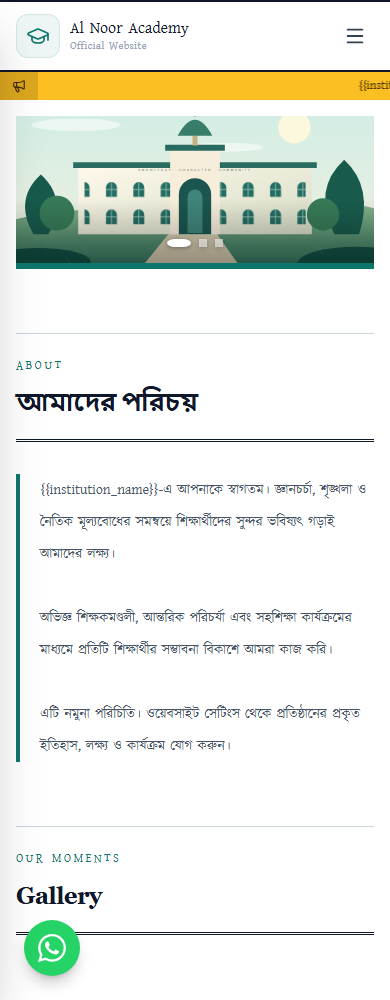 Al Noor Academy
Official Website
{{insti
ABOUT
আমাদের পরিচয়
{{institution_name}}-এ আপনাকে স্বাগতম। জ্ঞানচর্চা, শৃঙ্খলা ও
নৈতিক মূল্যবোধের সমন্বয়ে শিক্ষার্থীদের সুন্দর ভবিষ্যৎ গড়াই
আমাদের লক্ষ্য।
অভিজ্ঞ শিক্ষকমণ্ডলী, আন্তরিক পরিচর্যা এবং সহশিক্ষা কার্যক্রমের
মাধ্যমে প্রতিটি শিক্ষার্থীর সম্ভাবনা বিকাশে আমরা কাজ করি।
এটি নমুনা পরিচিতি। ওয়েবসাইট সেটিংস থেকে প্রতিষ্ঠানের প্রকৃত
ইতিহাস, লক্ষ্য ও কার্যক্রম যোগ করুন।
OUR MOMENTS
Gallery